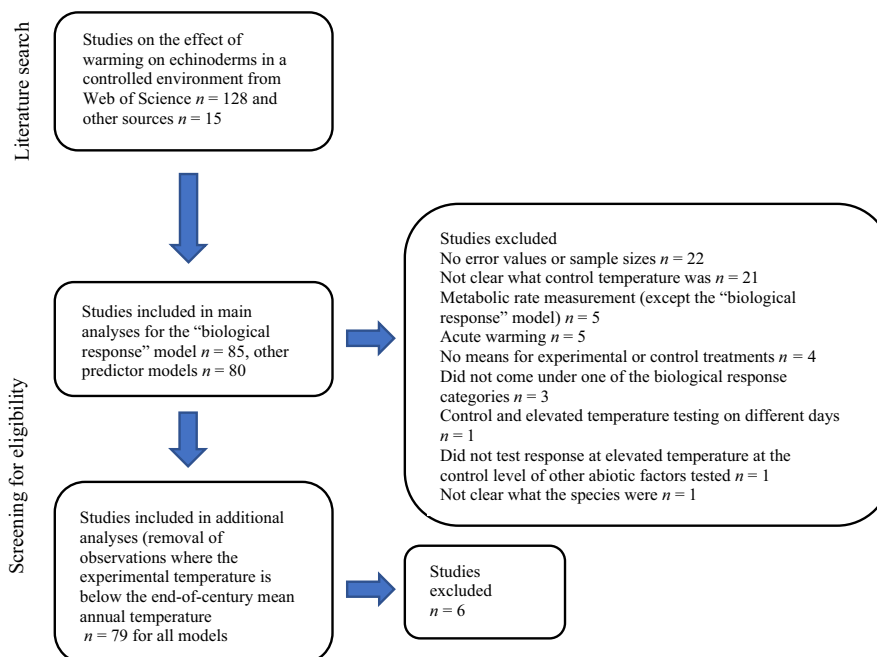 Literature search
Studies on the effect of
warming on echinoderms in a
controlled environment from
Web of Science n = 128 and
other sources n = 15
Screening for eligibility
Studies included in main
analyses for the “biological
response” model n = 85, other
predictor models n = 80
Studies excluded
No error values or sample sizes n = 22
Not clear what control temperature was n = 21
Metabolic rate measurement (except the “biological
response” model) n = 5
Acute warming n = 5
No means for experimental or control treatments n = 4
Did not come under one of the biological response
categories n = 3
Control and elevated temperature testing on different days
n = 1
Did not test response at elevated temperature at the
control level of other abiotic factors tested n = 1
Not clear what the species were n = 1
Studies included in additional
analyses (removal of
observations where the
experimental temperature is
below the end-of-century mean
annual temperature
n = 79 for all models
Studies
excluded
n = 6